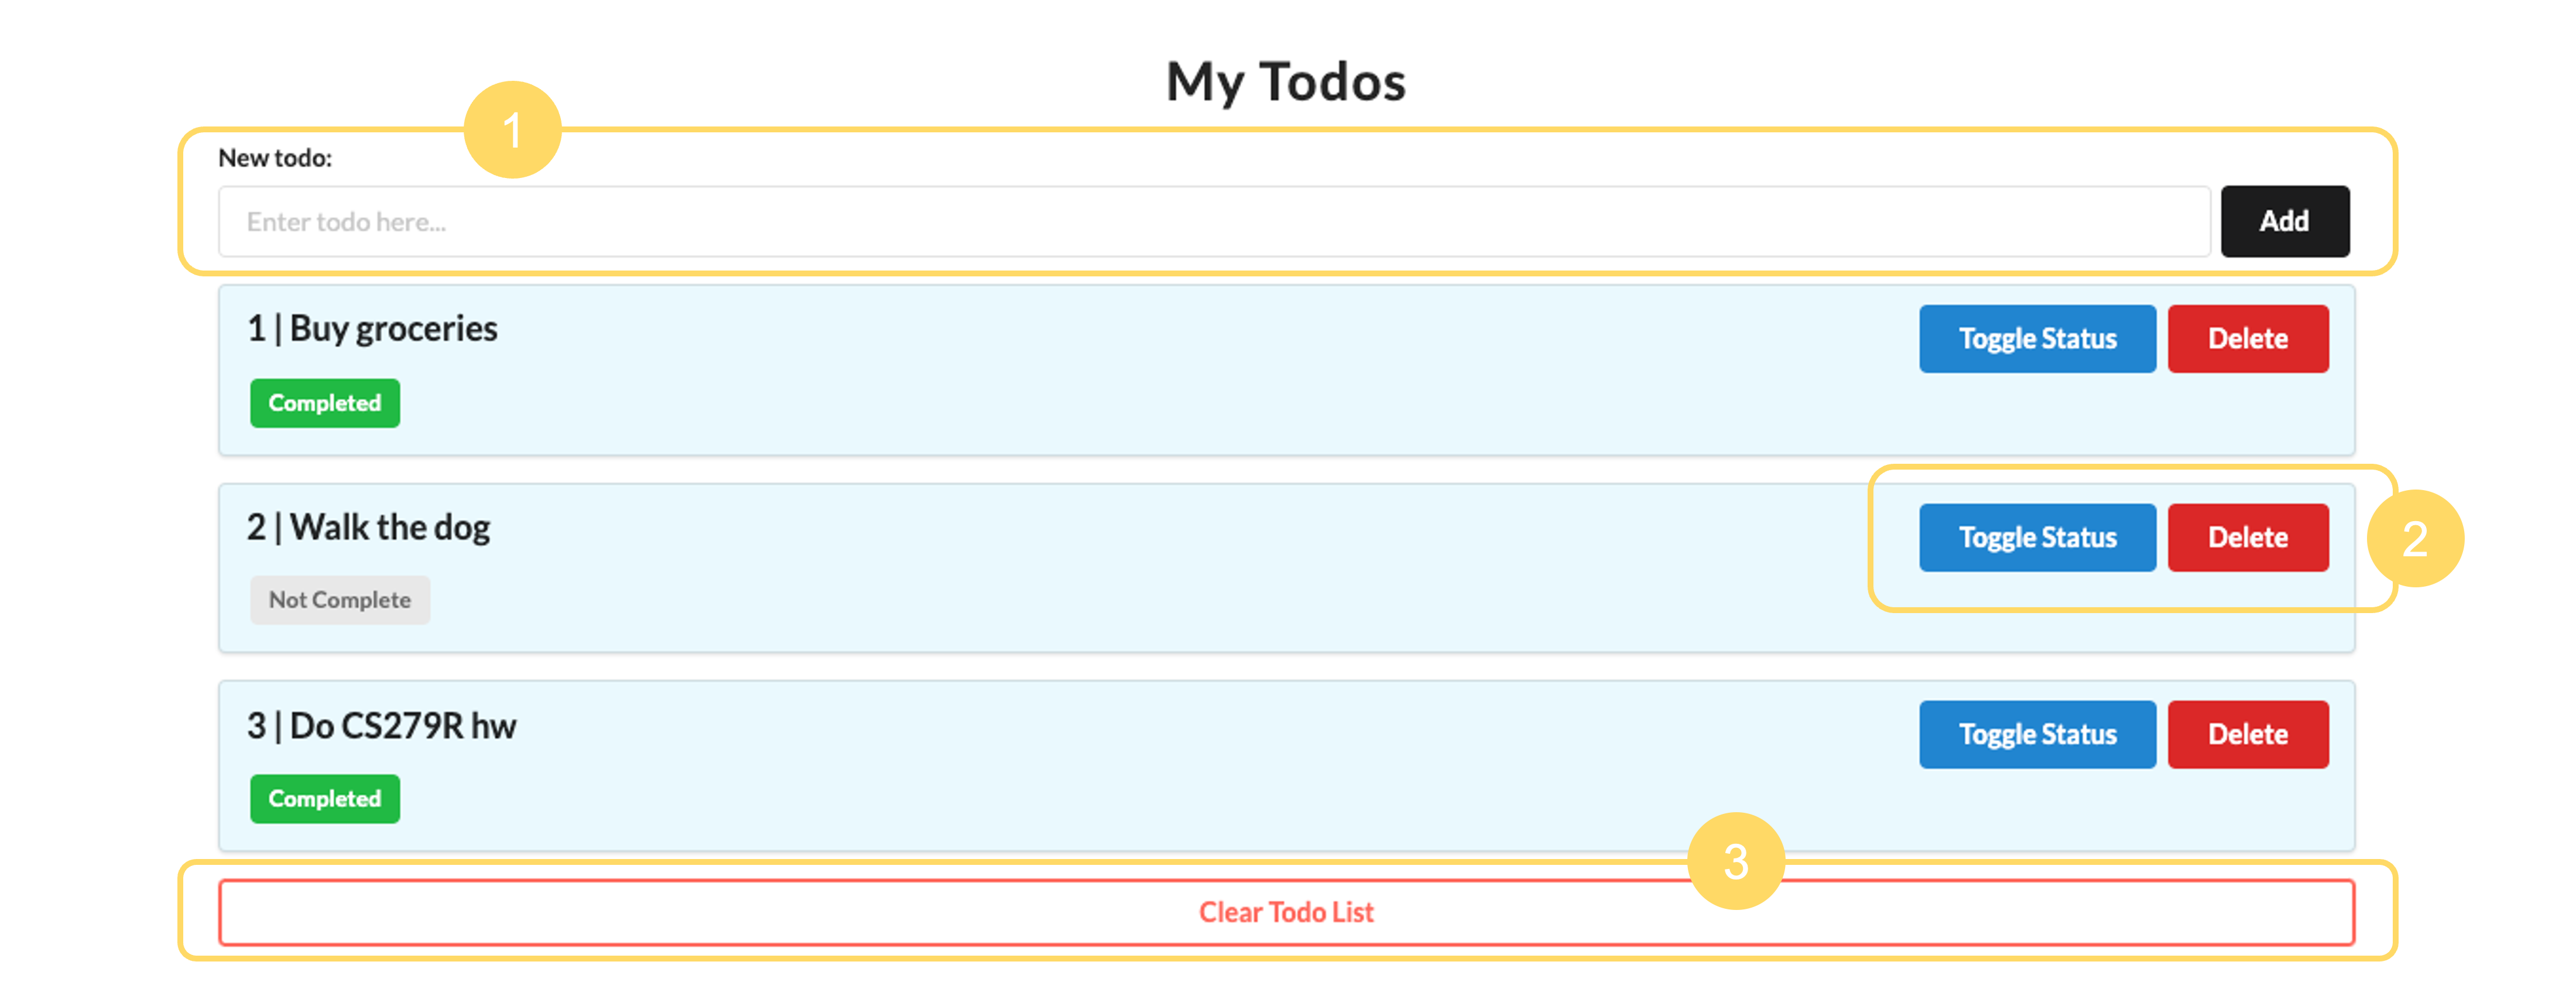 My Todos
1
New todo:
Enter todo here...
Add
1 | Buy groceries
Toggle Status
Delete
Completed
2 | Walk the dog
Toggle Status
Delete
2
Not Complete
3 | Do CS279R hw
Toggle Status
Delete
Completed
3
Clear Todo List